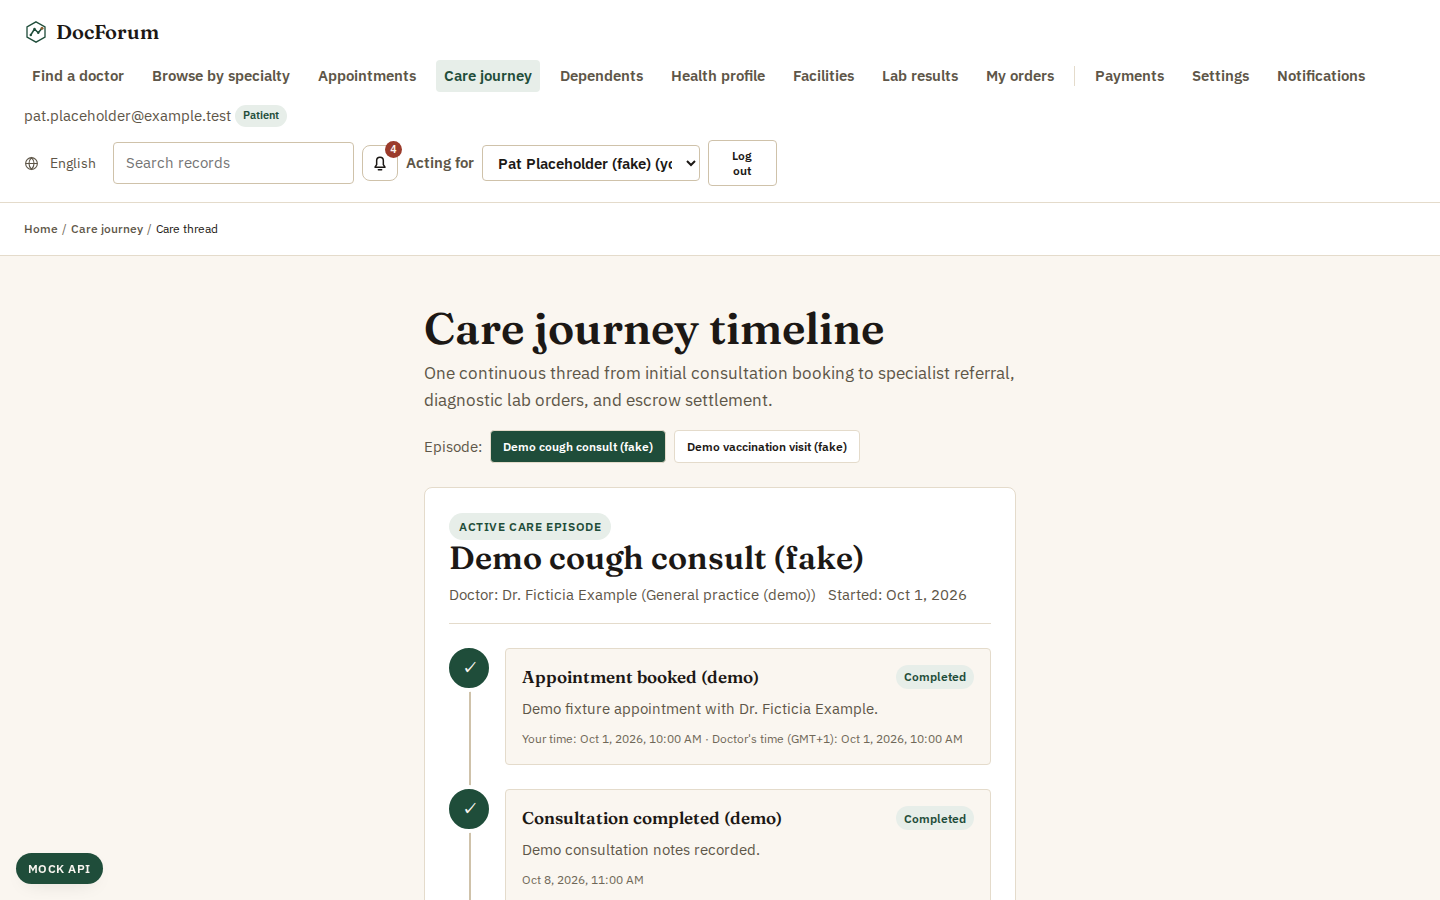 DocForum
Find a doctor Browse by specialty Appointments Care journey Dependents Health profile Facilities Lab results My orders Payments Settings Notifications
pat.placeholder@example.test Patient
English Search records 4 Acting for Pat Placeholder (fake) (yo Log out
Home / Care journey / Care thread
Care journey timeline
One continuous thread from initial consultation booking to specialist referral,
diagnostic lab orders, and escrow settlement.
Episode: Demo cough consult (fake) Demo vaccination visit (fake)
ACTIVE CARE EPISODE
Demo cough consult (fake)
Doctor: Dr. Ficticia Example (General practice (demo)) Started: Oct 1, 2026
Appointment booked (demo) Completed
Demo fixture appointment with Dr. Ficticia Example.
Your time: Oct 1, 2026, 10:00 AM · Doctor's time (GMT+1): Oct 1, 2026, 10:00 AM
Consultation completed (demo) Completed
Demo consultation notes recorded.
Oct 8, 2026, 11:00 AM
MOCK API